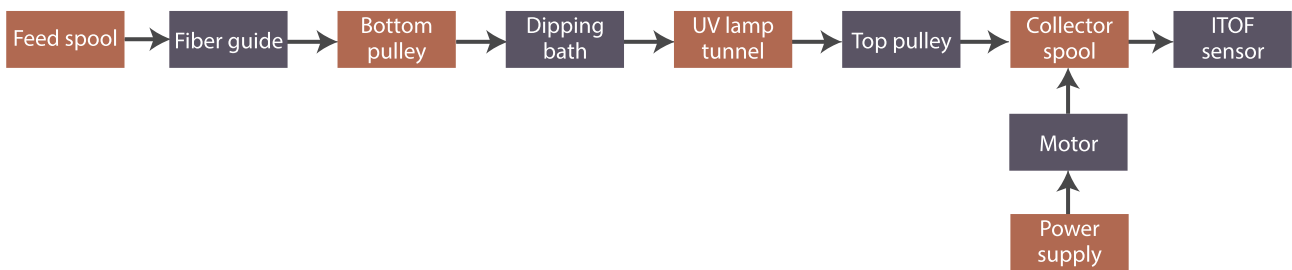 Feed spool
Fiber guide
Bottom
pulley
Dipping
bath
UV lamp
tunnel
Top pulley
Collector
spool
ITOF
sensor
Motor
Power
supply